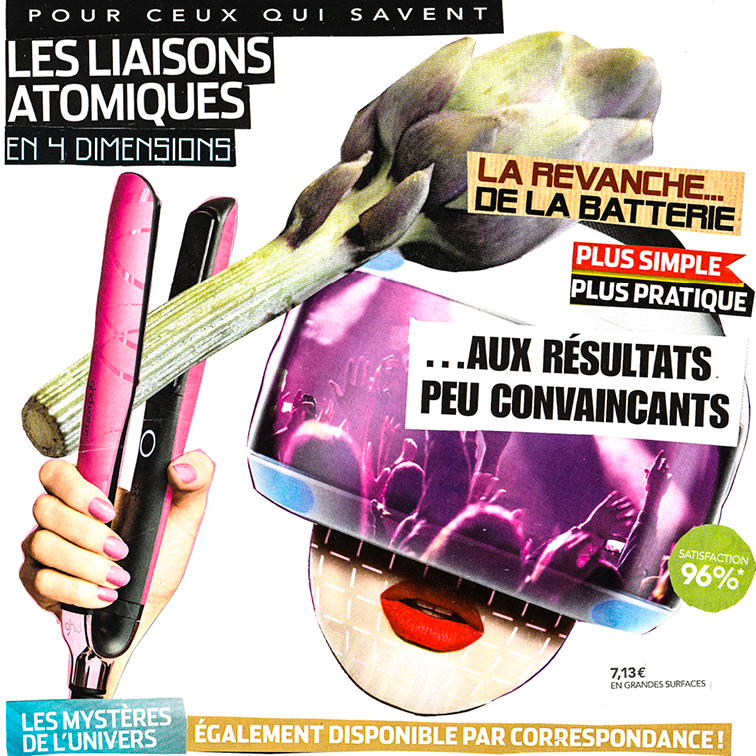 POUR CEUX QUI SAVENT
LES LIAISONS
ATOMIQUES
EN 4 DIMENSIONS
LA REVANCHE...
DE LA BATTERIE
PLUS SIMPLE
PLUS PRATIQUE
...AUX RÉSULTATS
PEU CONVAINCANTS
SATISFACTION
96%*
ghd
7,13€
EN GRANDES SURFACES
LES MYSTÈRES
DE L'UNIVERS
ÉGALEMENT DISPONIBLE PAR CORRESPONDANCE !